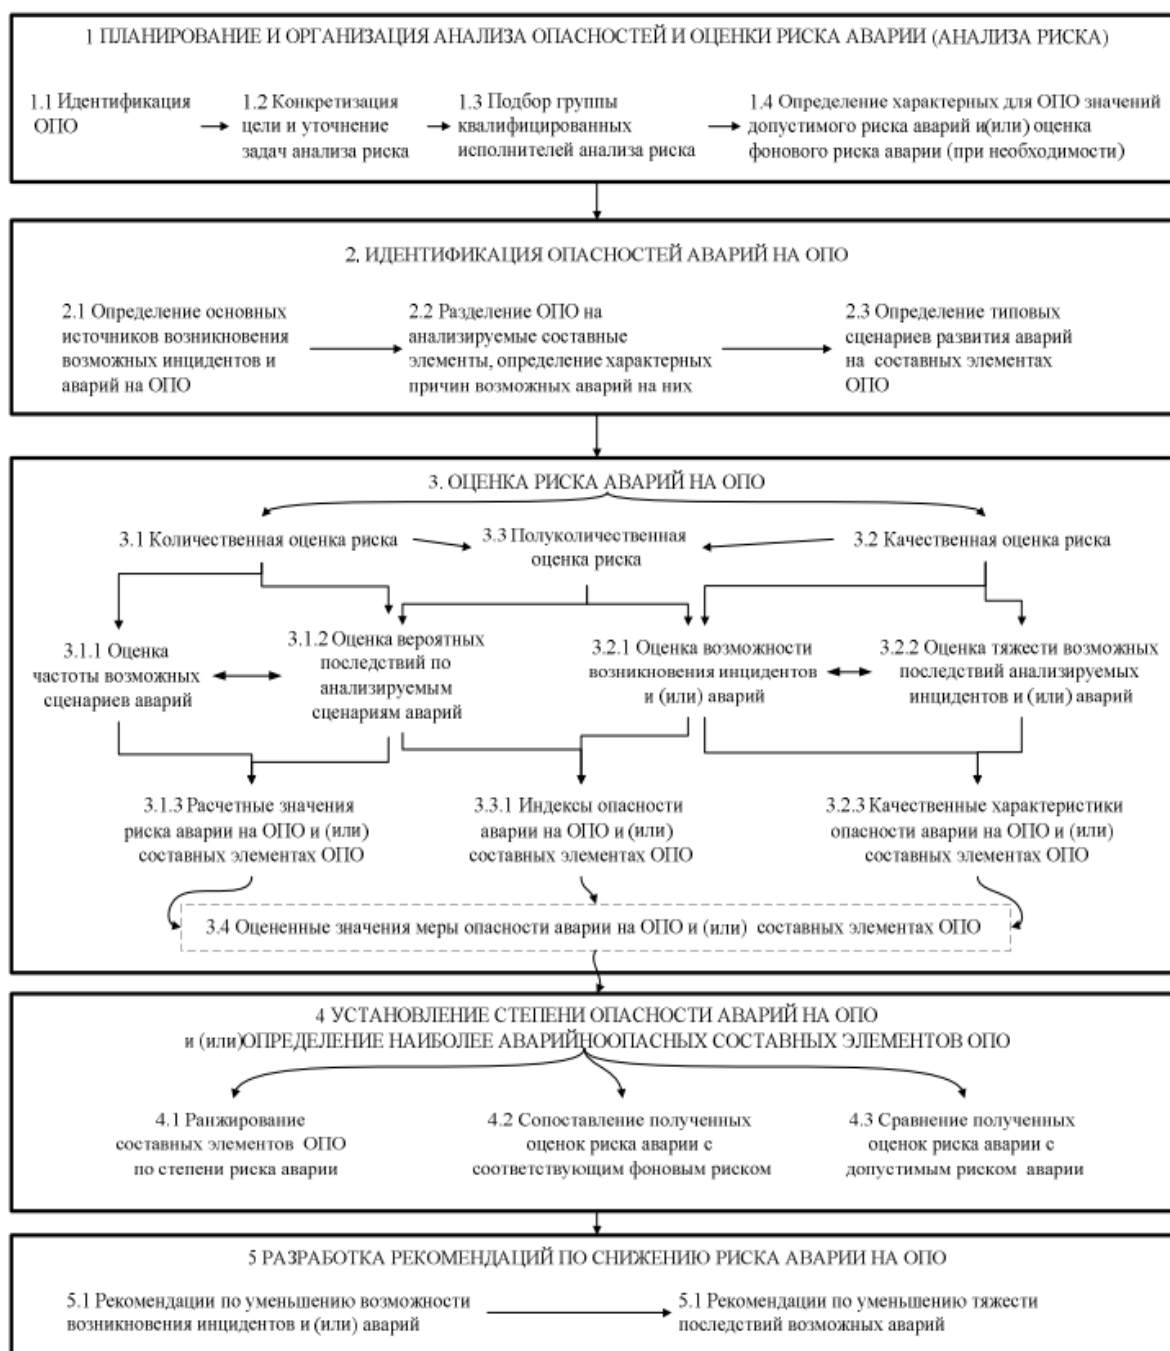 1 ПЛАНИРОВАНИЕ И ОРГАНИЗАЦИЯ АНАЛИЗА ОПАСНОСТЕЙ И ОЦЕНКИ РИСКА АВАРИИ (АНАЛИЗА РИСКА)
1.1 Идентификация
ОПО
1.2 Конкретизация
цели и уточнение
задач анализа риска
1.3 Подбор группы
квалифицированных
исполнителей анализа риска
1.4 Определение характерных для ОПО значений
допустимого риска аварий и(или) оценка
фонового риска аварии (при необходимости)
2. ИДЕНТИФИКАЦИЯ ОПАСНОСТЕЙ АВАРИЙ НА ОПО
2.1 Определение основных
источников возникновения
возможных инцидентов и
аварий на ОПО
2.2 Разделение ОПО на
анализируемые составные
элементы, определение характерных
причин возможных аварий на них
2.3 Определение типовых
сценариев развития аварий
на составных элементах
ОПО
3. ОЦЕНКА РИСКА АВАРИЙ НА ОПО
3.1 Количественная оценка риска
3.3 Полуколичественная
оценка риска
3.2 Качественная оценка риска
3.1.1 Оценка
частоты возможных
сценариев аварий
3.1.2 Оценка вероятных
последствий по
анализируемым
сценариям аварий
3.2.1 Оценка возможности
возникновения инцидентов
и (или) аварий
3.2.2 Оценка тяжести возможных
последствий анализируемых
инцидентов и (или) аварий
3.1.3 Расчетные значения
риска аварии на ОПО и (или)
составных элементах ОПО
3.3.1 Индексы опасности
аварии на ОПО и (или)
составных элементах ОПО
3.2.3 Качественные характеристики
опасности аварии на ОПО и (или)
составных элементах ОПО
3.4 Оцененные значения меры опасности аварии на ОПО и (или) составных элементах ОПО
4 УСТАНОВЛЕНИЕ СТЕПЕНИ ОПАСНОСТИ АВАРИЙ НА ОПО
и (или)ОПРЕДЕЛЕНИЕ НАИБОЛЕЕ АВАРИЙНООПАСНЫХ СОСТАВНЫХ ЭЛЕМЕНТОВ ОПО
4.1 Ранжирование
составных элементов ОПО
по степени риска аварии
4.2 Сопоставление полученных
оценок риска аварии с
соответствующим фоновым риском
4.3 Сравнение полученных
оценок риска аварии с
допустимым риском аварии
5 РАЗРАБОТКА РЕКОМЕНДАЦИЙ ПО СНИЖЕНИЮ РИСКА АВАРИИ НА ОПО
5.1 Рекомендации по уменьшению возможности
возникновения инцидентов и (или) аварий
5.1 Рекомендации по уменьшению тяжести
последствий возможных аварий